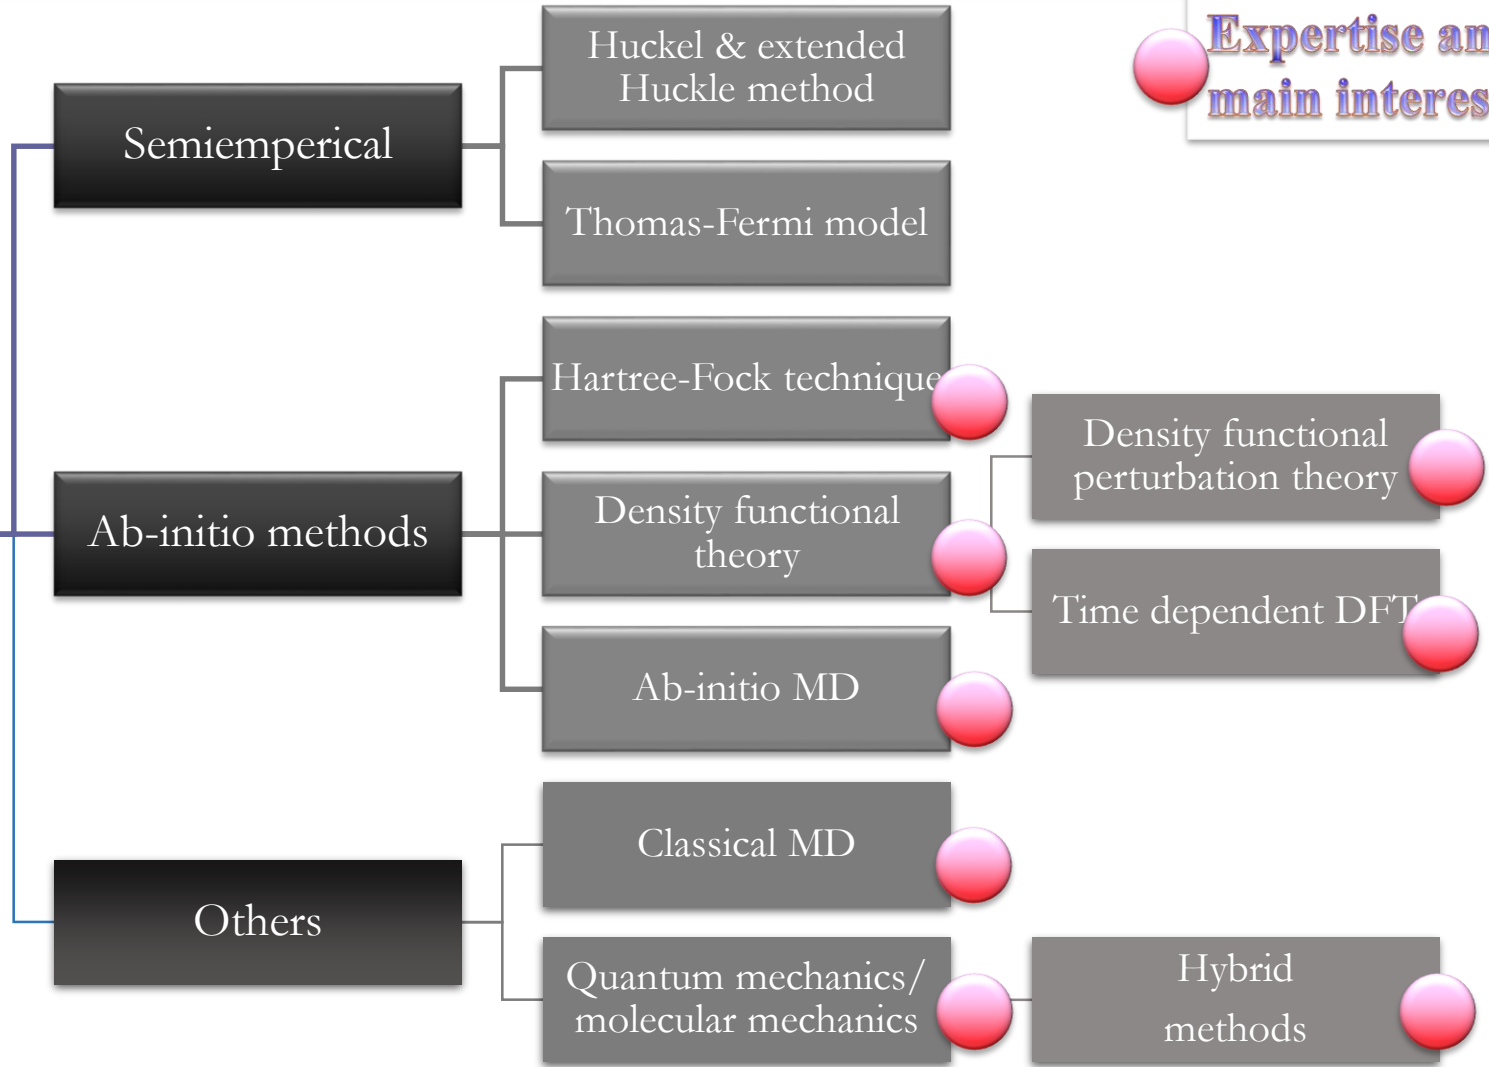 Huckel & extended
Huckle method
Expertise an
main interes
Semiemperical
Thomas-Fermi model
Hartree-Fock technique
Density functional
perturbation theory
Ab-initio methods
Density functional
theory
Time dependent DFT
Ab-initio MD
Classical MD
Others
Quantum mechanics/
molecular mechanics
Hybrid
methods